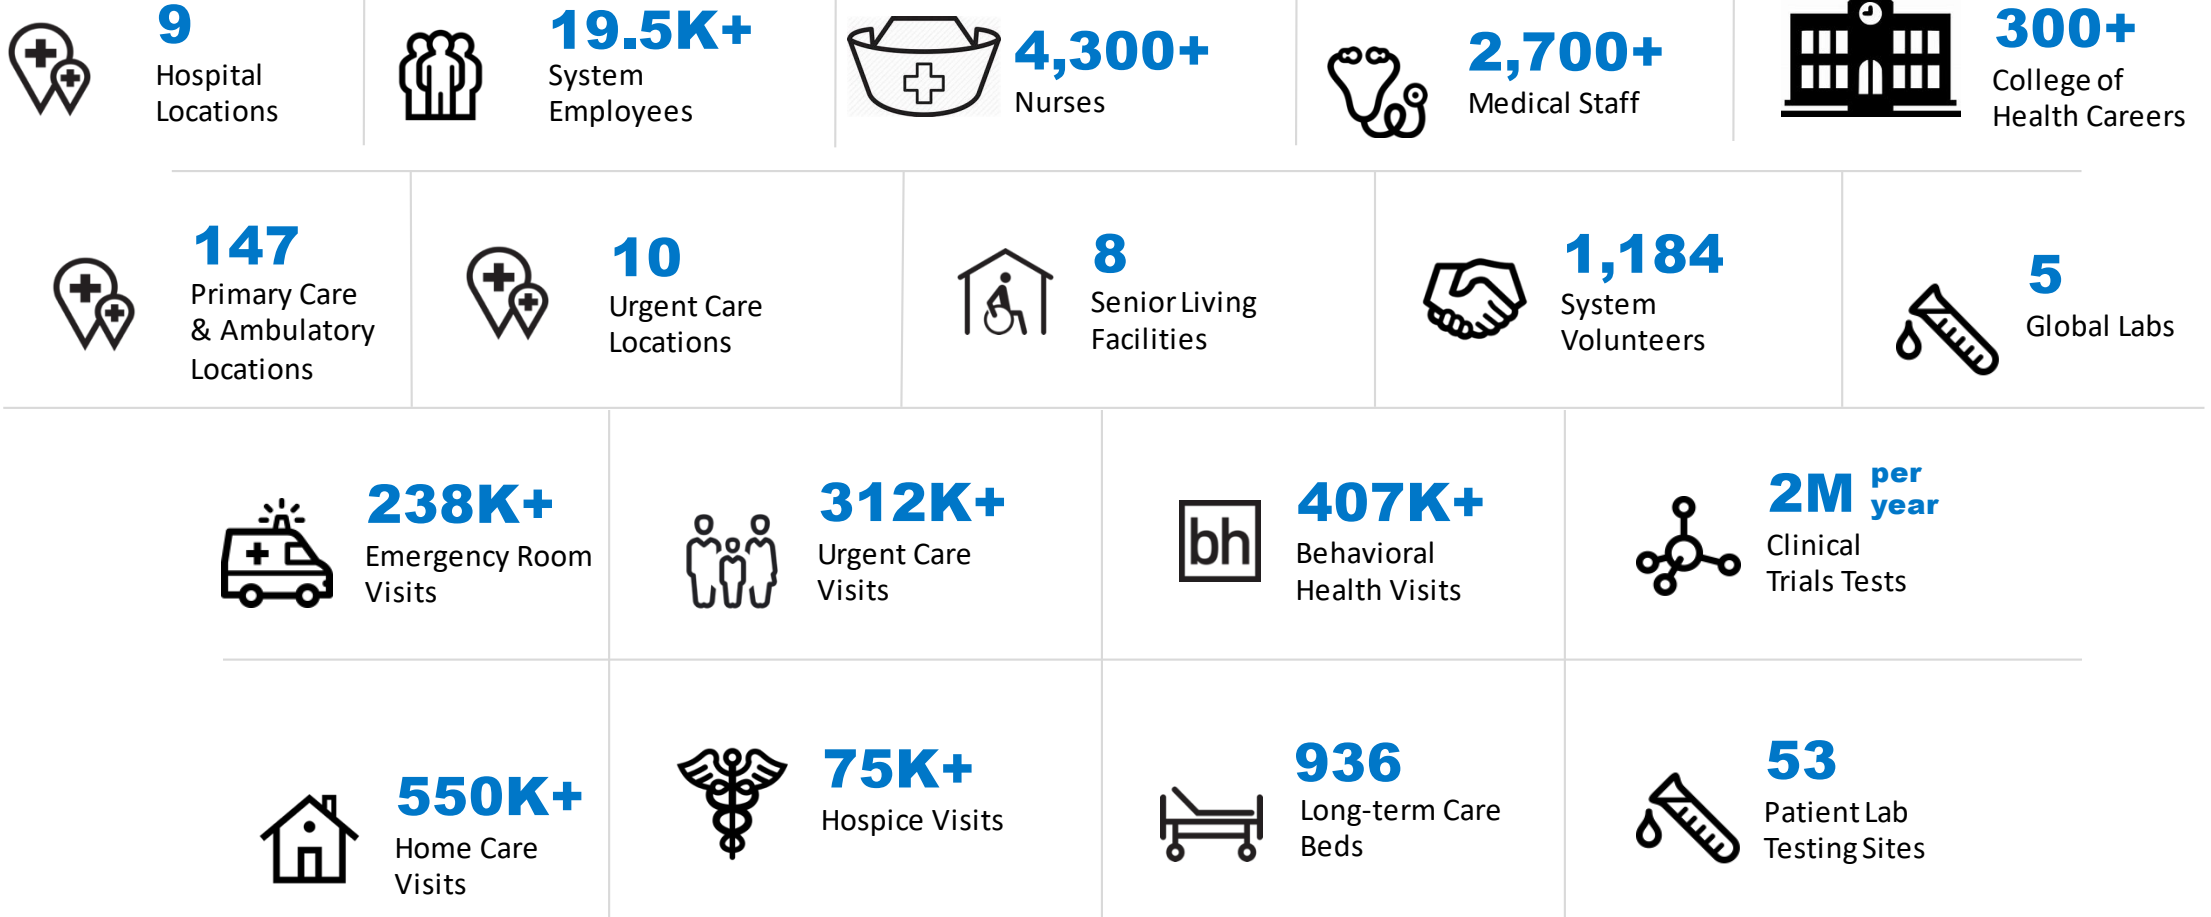 9
Hospital
Locations
19.5K+
System
Employees
4,300+
Nurses
2,700+
Medical Staff
300+
College of
Health Careers
147
Primary Care
& Ambulatory
Locations
10
Urgent Care
Locations
8
Senior Living
Facilities
1,184
System
Volunteers
5
Global Labs
238K+
Emergency Room
Visits
312K+
Urgent Care
Visits
bh
407K+
Behavioral
Health Visits
2M per
year
Clinical
Trials Tests
550K+
Home Care
Visits
75K+
Hospice Visits
936
Long-term Care
Beds
53
Patient Lab
Testing Sites